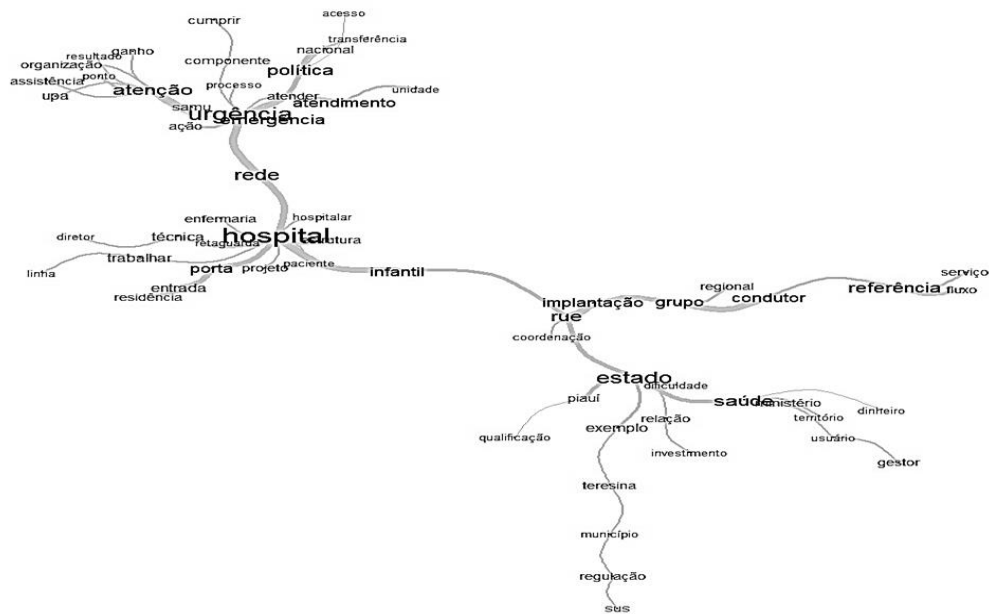 acesso
cumprir
transferência
nacional
ganho
resultado
organização
componente
política
ponto
assistência
processo
unidade
atenção
upa
atender
atendimento
samu
urgência
emergência
ação
rede
enfermaria
hospitalar
hospital
diretor
técnica
retaguarda
estrutura
trabalhar
paciente
porta
projeto
linha
infantil
serviço
entrada
regional
referência
fluxo
residência
condutor
implantação
grupo
rue
coordenação
estado
dificuldade
piauí
saúde
ministério
dinheiro
relação
território
exemplo
qualificação
usuário
investimento
gestor
teresina
município
regulação
sus